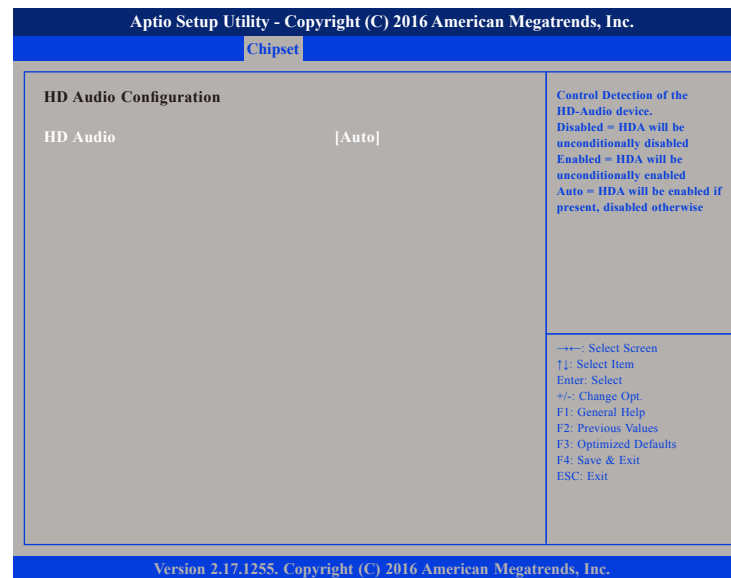 Aptio Setup Utility - Copyright (C) 2016 American Megatrends, Inc.
Chipset
HD Audio Configuration
HD Audio [Auto]
Control Detection of the
HD-Audio device.
Disabled = HDA will be
unconditionally disabled
Enabled = HDA will be
unconditionally enabled
Auto = HDA will be enabled if
present, disabled otherwise
→←: Select Screen
↑↓: Select Item
Enter: Select
+/-: Change Opt.
F1: General Help
F2: Previous Values
F3: Optimized Defaults
F4: Save & Exit
ESC: Exit
Version 2.17.1255. Copyright (C) 2016 American Megatrends, Inc.